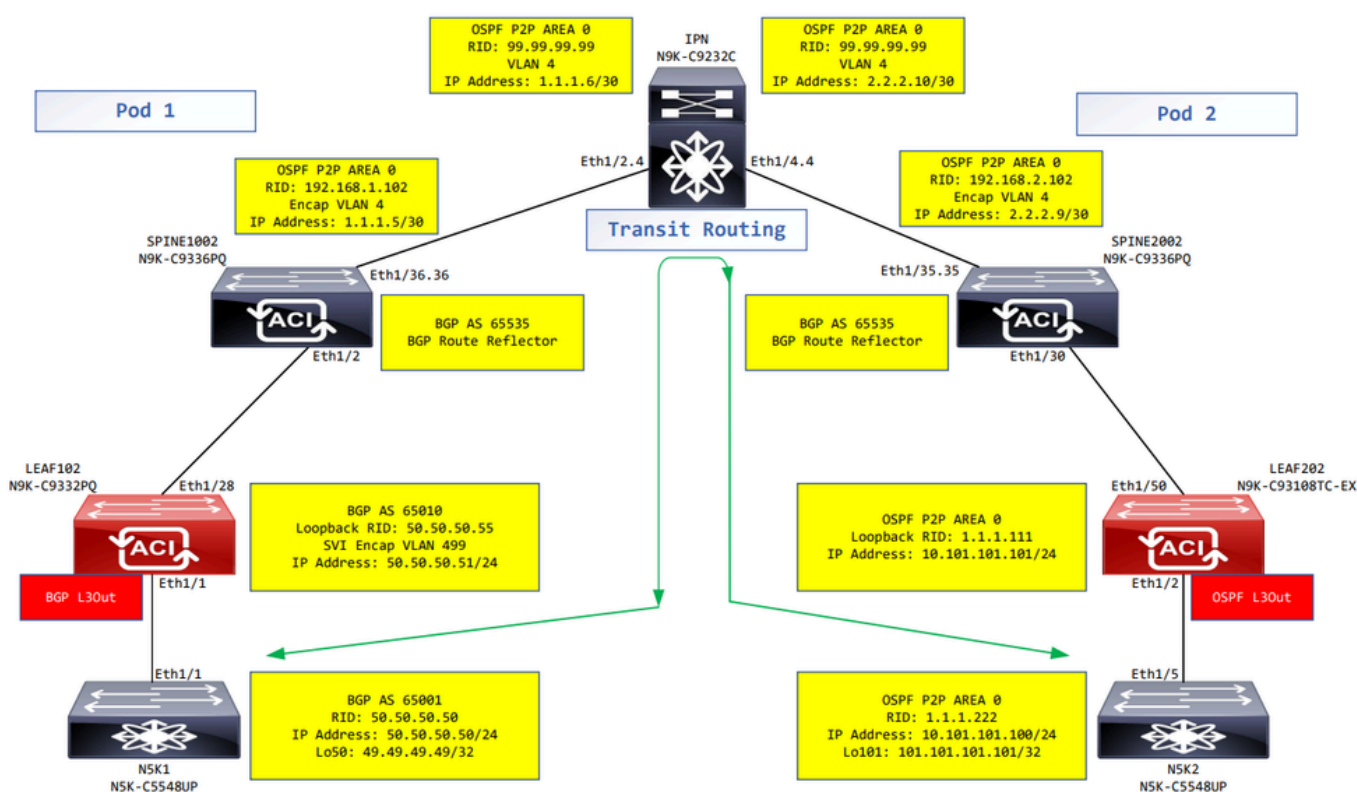 OSPF P2P AREA 0
RID: 99.99.99.99
VLAN 4
IP Address: 1.1.1.6/30
IPN
N9K-C9232C
OSPF P2P AREA 0
RID: 99.99.99.99
VLAN 4
IP Address: 2.2.2.10/30
Pod 1
Pod 2
Eth1/2.4
Eth1/4.4
OSPF P2P AREA 0
RID: 192.168.1.102
Encap VLAN 4
IP Address: 1.1.1.5/30
OSPF P2P AREA 0
RID: 192.168.2.102
Encap VLAN 4
IP Address: 2.2.2.9/30
Transit Routing
SPINE1002
N9K-C9336PQ
Eth1/36.36
ACI
Eth1/2
BGP AS 65535
BGP Route Reflector
SPINE2002
N9K-C9336PQ
Eth1/35.35
ACI
Eth1/30
BGP AS 65535
BGP Route Reflector
LEAF102
N9K-C9332PQ
Eth1/28
ACI
Eth1/1
BGP L3Out
BGP AS 65010
Loopback RID: 50.50.50.55
SVI Encap VLAN 499
IP Address: 50.50.50.51/24
OSPF P2P AREA 0
Loopback RID: 1.1.1.111
IP Address: 10.101.101.101/24
LEAF202
N9K-C93108TC-EX
Eth1/50
ACI
Eth1/2
OSPF L3Out
Eth1/1
N5K1
N5K-C5548UP
BGP AS 65001
RID: 50.50.50.50
IP Address: 50.50.50.50/24
Lo50: 49.49.49.49/32
OSPF P2P AREA 0
RID: 1.1.1.222
IP Address: 10.101.101.100/24
Lo101: 101.101.101.101/32
Eth1/5
N5K2
N5K-C5548UP